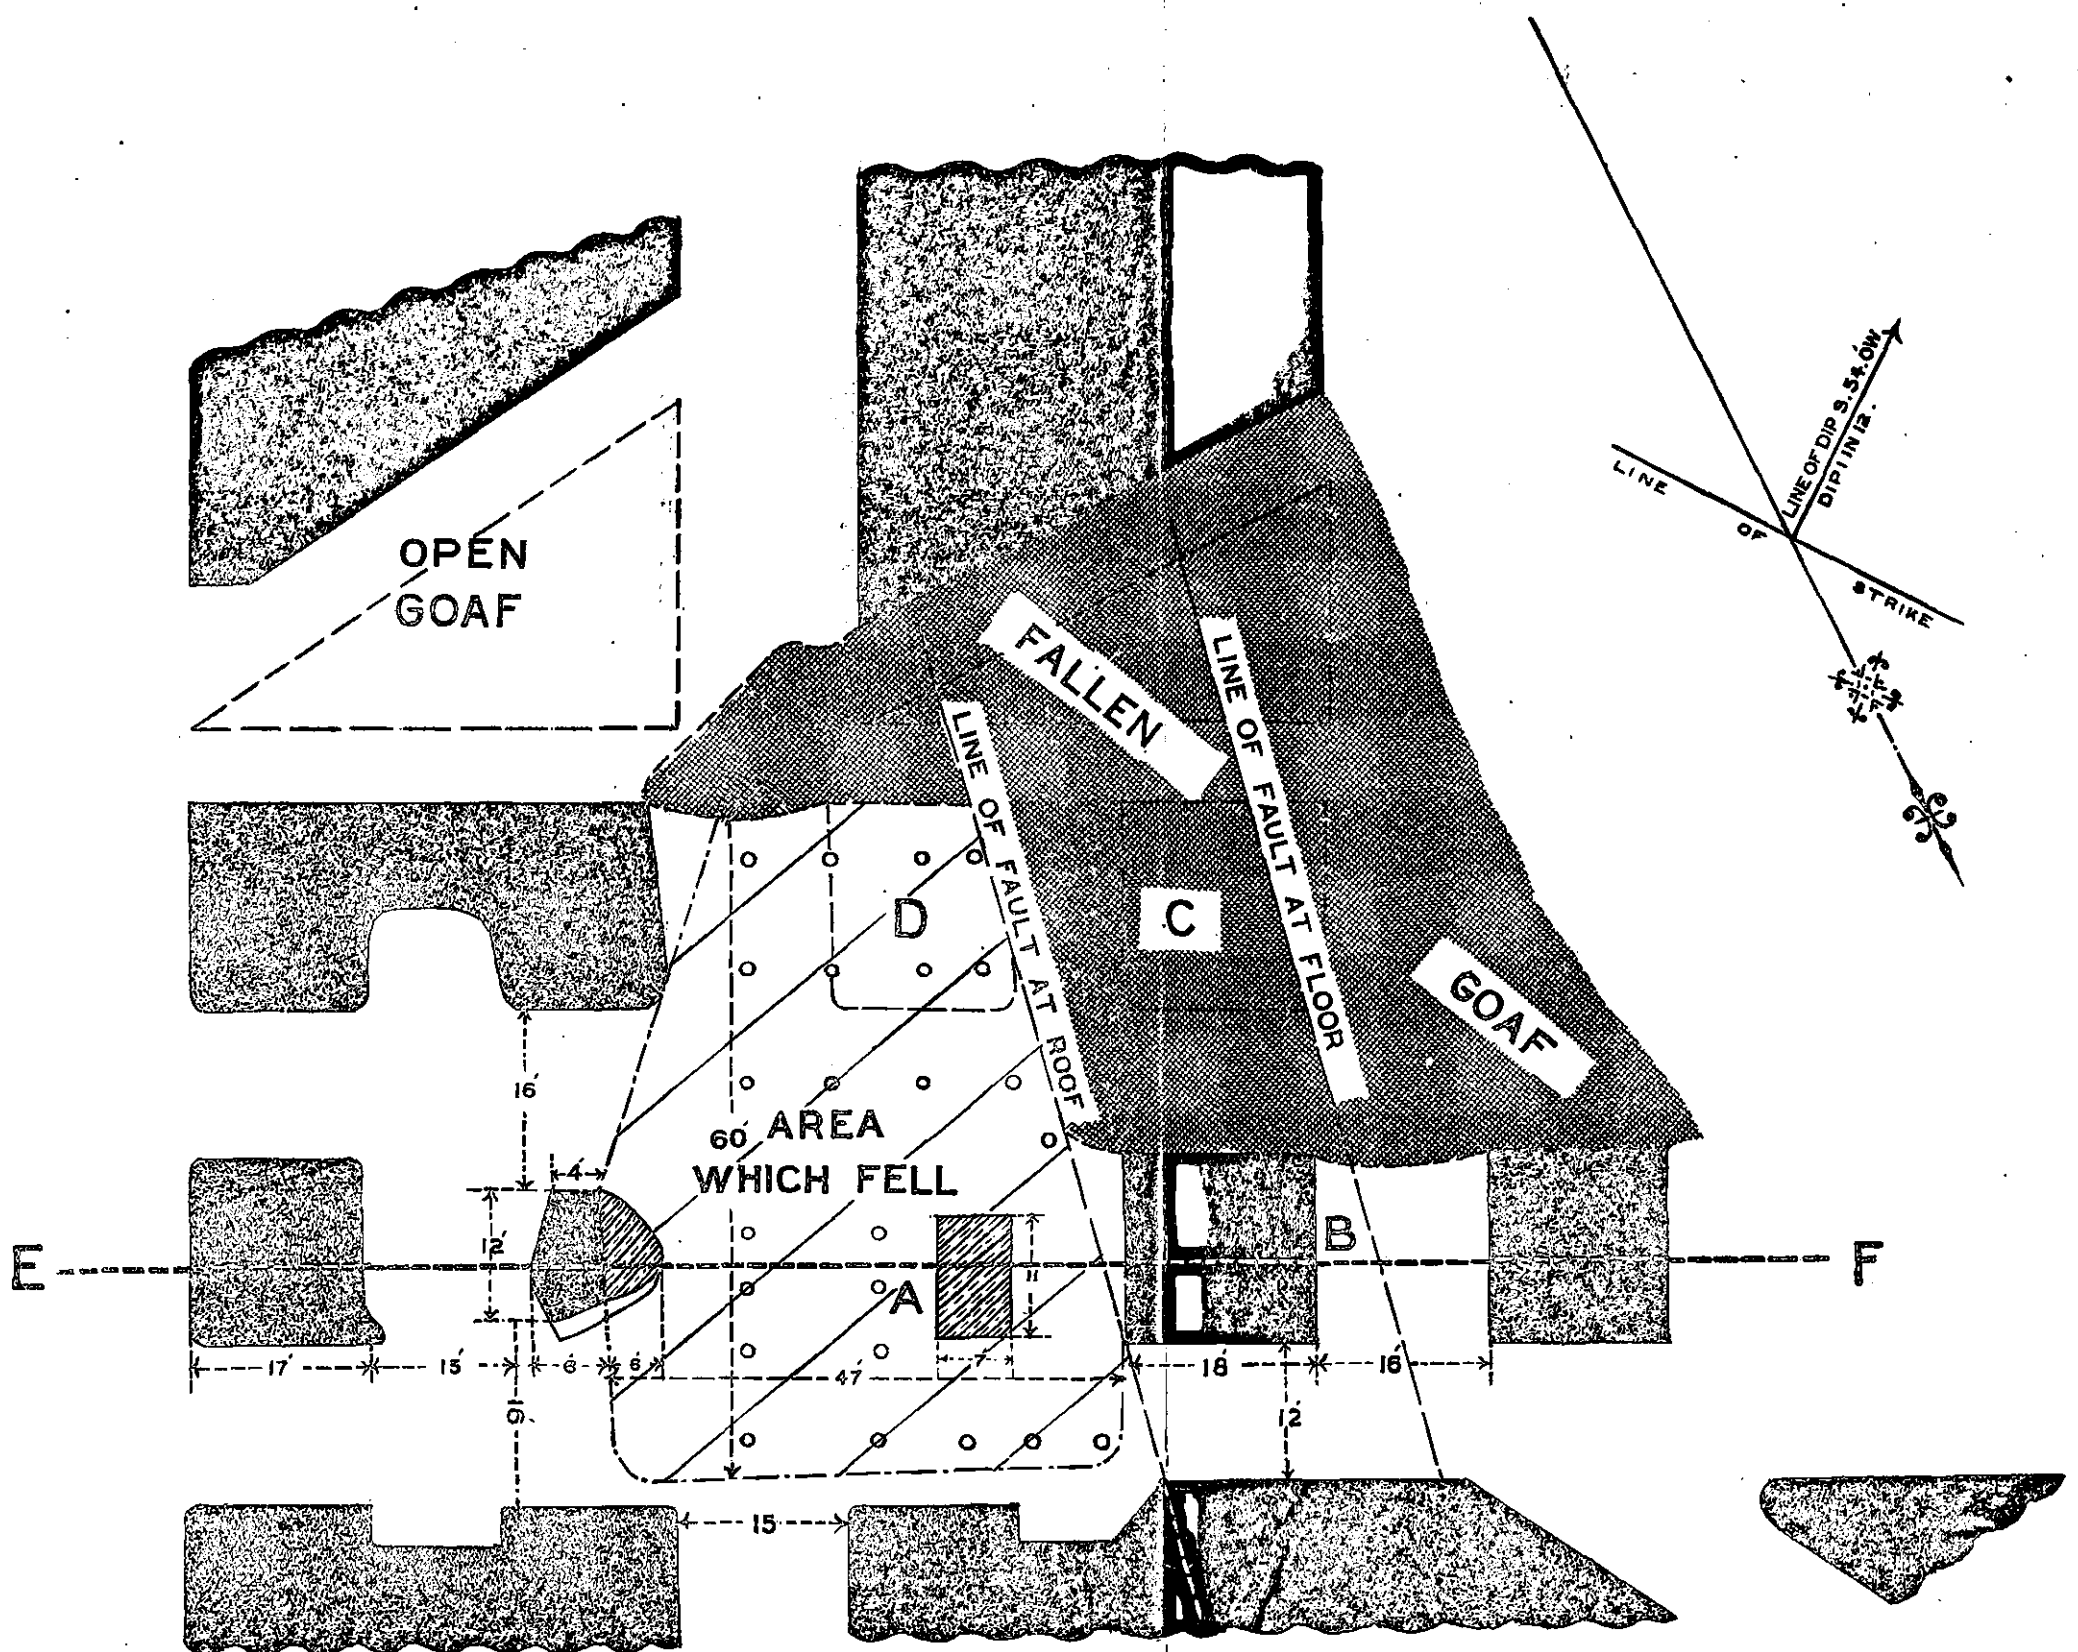 LINE OF DIP S. 54.0W
DIP 1 IN 12.
LINE OF STRIKE
OPEN
GOAF
FALLEN
GOAF
LINE OF FAULT AT ROOF
LINE OF FAULT AT FLOOR
D
C
16'
60'
AREA
WHICH FELL
4'
12'
E
A
11
B
F
17'
15'
6'
6'
47'
7'
18'
16'
12'
15